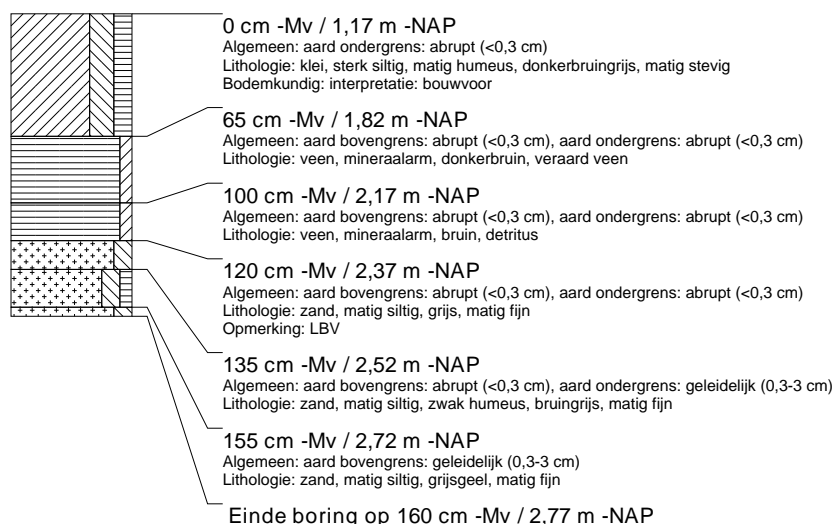 0 cm -Mv / 1,17 m -NAP
Algemeen: aard ondergrens: abrupt (<0,3 cm)
Lithologie: klei, sterk siltig, matig humeus, donkerbruingrijs, matig stevig
Bodemkundig: interpretatie: bouwvoor
65 cm -Mv / 1,82 m -NAP
Algemeen: aard bovengrens: abrupt (<0,3 cm), aard ondergrens: abrupt (<0,3 cm)
Lithologie: veen, mineraalarm, donkerbruin, veraard veen
100 cm -Mv / 2,17 m -NAP
Algemeen: aard bovengrens: abrupt (<0,3 cm), aard ondergrens: abrupt (<0,3 cm)
Lithologie: veen, mineraalarm, bruin, detritus
120 cm -Mv / 2,37 m -NAP
Algemeen: aard bovengrens: abrupt (<0,3 cm), aard ondergrens: abrupt (<0,3 cm)
Lithologie: zand, matig siltig, grijs, matig fijn
Opmerking: LBV
135 cm -Mv / 2,52 m -NAP
Algemeen: aard bovengrens: abrupt (<0,3 cm), aard ondergrens: geleidelijk (0,3-3 cm)
Lithologie: zand, matig siltig, zwak humeus, bruingrijs, matig fijn
155 cm -Mv / 2,72 m -NAP
Algemeen: aard bovengrens: geleidelijk (0,3-3 cm)
Lithologie: zand, matig siltig, grijsgeel, matig fijn
Einde boring op 160 cm -Mv / 2,77 m -NAP